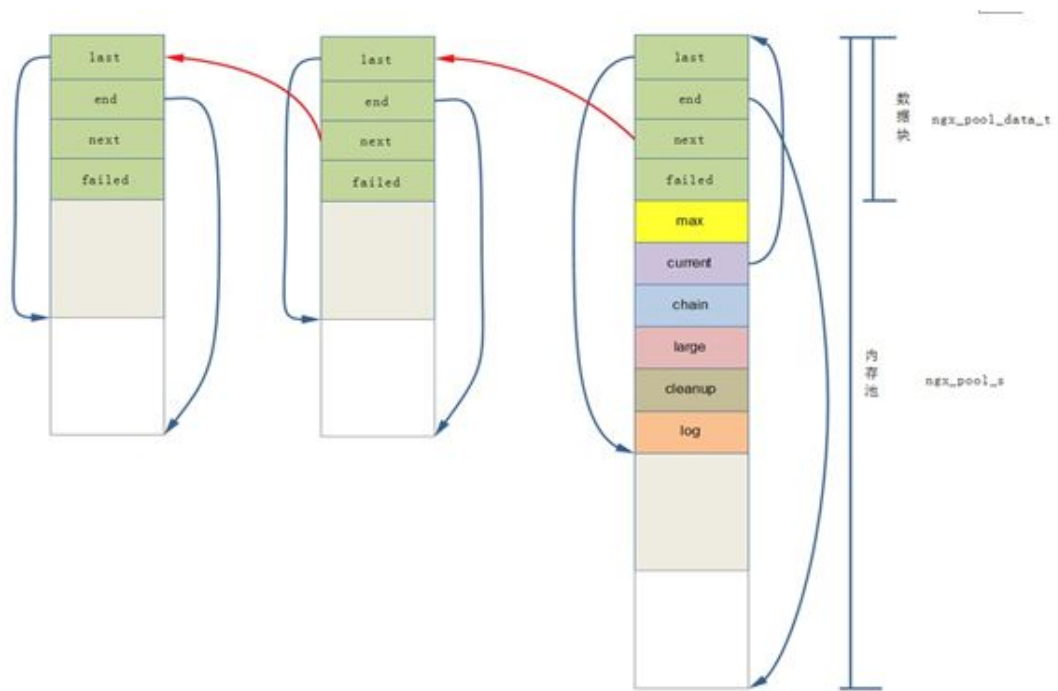 last
end
next
failed
last
end
next
failed
last
end
next
failed
max
current
chain
large
cleanup
log
数据块
ngx_pool_data_t
内存池
ngx_pool_s